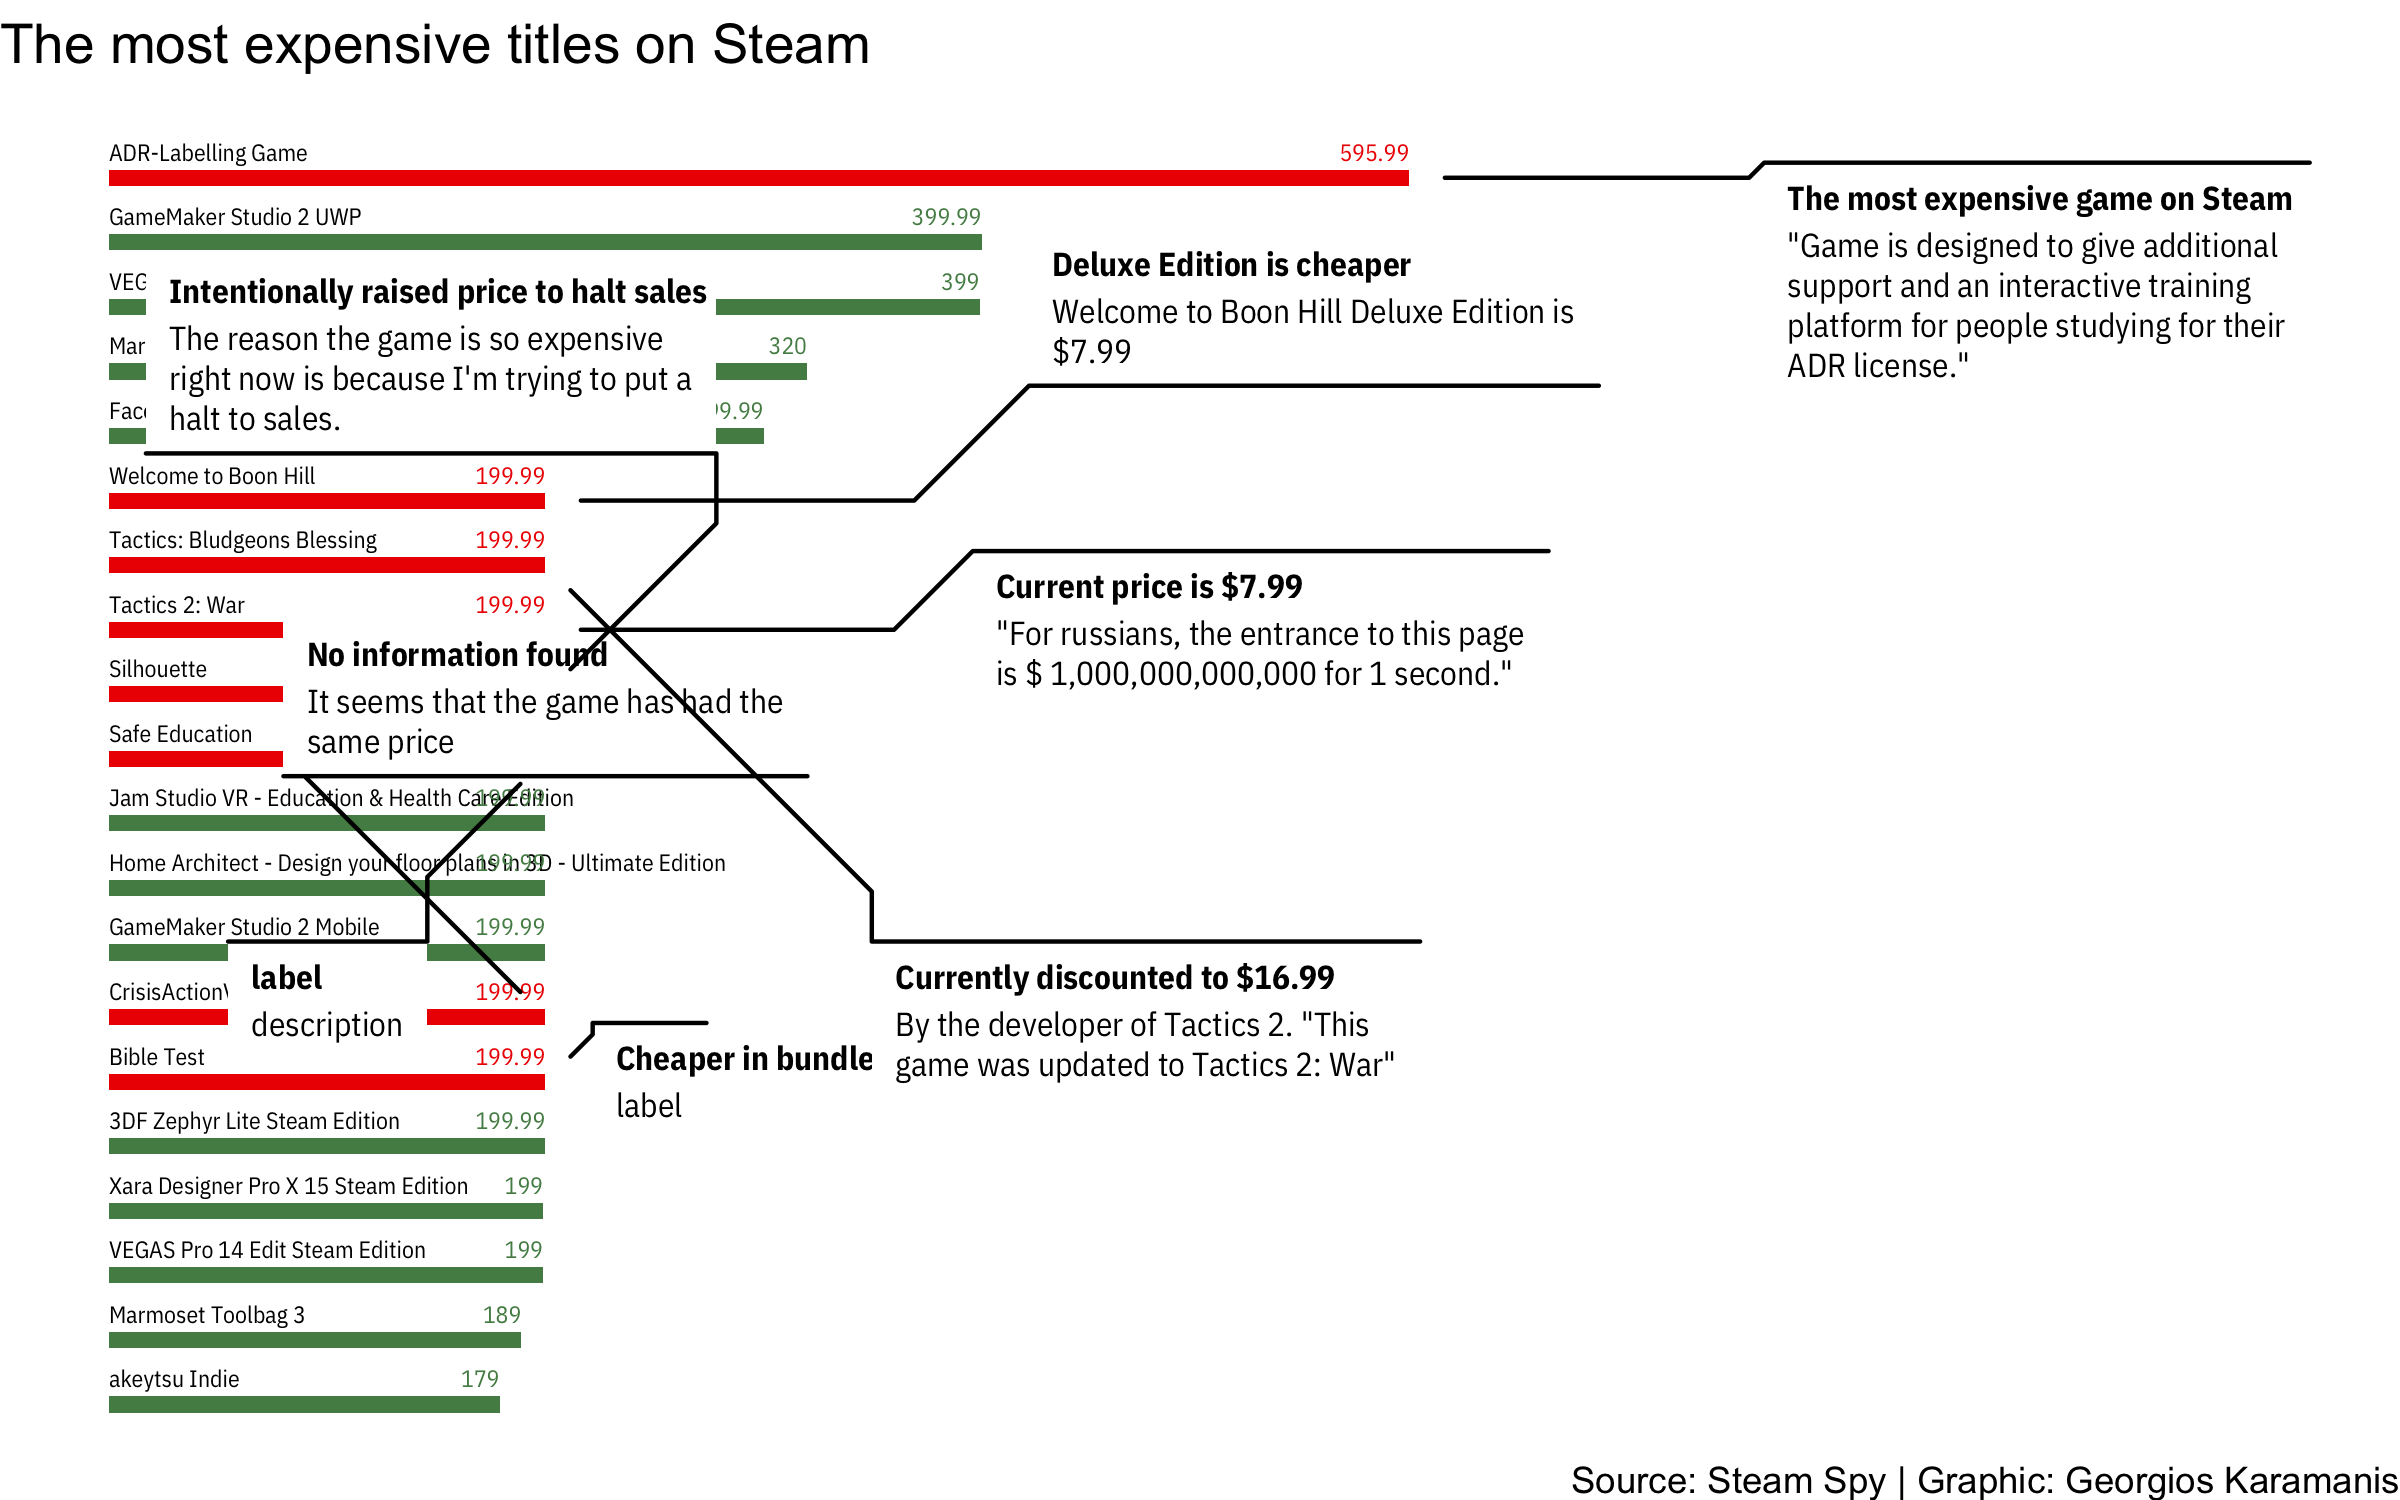 The most expensive titles on Steam
ADR-Labelling Game 595.99
The most expensive game on Steam
"Game is designed to give additional
support and an interactive training
platform for people studying for their
ADR license."
GameMaker Studio 2 UWP 399.99
Deluxe Edition is cheaper
Welcome to Boon Hill Deluxe Edition is
$7.99
399
Intentionally raised price to halt sales
The reason the game is so expensive
right now is because I'm trying to put a
halt to sales.
320
Welcome to Boon Hill 199.99
Tactics: Bludgeons Blessing 199.99
Tactics 2: War 199.99
Current price is $7.99
"For russians, the entrance to this page
is $ 1,000,000,000,000 for 1 second."
Silhouette
No information found
It seems that the game has had the
same price
Safe Education
Jam Studio VR - Education & Health Care Edition 199.99
Home Architect - Design your floor plans in 3D - Ultimate Edition 199.99
GameMaker Studio 2 Mobile 199.99
label
description
199.99
Currently discounted to $16.99
By the developer of Tactics 2. "This
game was updated to Tactics 2: War"
Bible Test 199.99
Cheaper in bundle
label
3DF Zephyr Lite Steam Edition 199.99
Xara Designer Pro X 15 Steam Edition 199
VEGAS Pro 14 Edit Steam Edition 199
Marmoset Toolbag 3 189
akeytsu Indie 179
Source: Steam Spy | Graphic: Georgios Karamanis